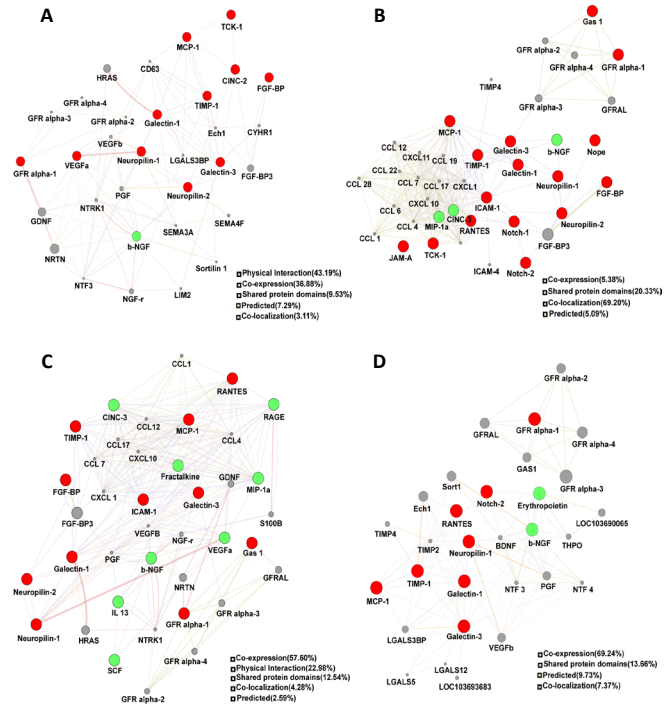 A
TCK-1
MCP-1
CD63
HRAS
CINC-2
FGF-BP
TIMP-1
GFR alpha-4
GFR alpha-3
GFR alpha-2
Galectin-1
Ech1
CYHR1
VEGFb
VEGFa
Neuropilin-1
LGALS3BP
Galectin-3
FGF-BP3
GFR alpha-1
PGF
Neuropilin-2
NTRK1
GDNF
SEMA3A
SEMA4F
b-NGF
NRTN
Sortilin 1
NTF3
NGF-r
LIM2
Physical Interaction(43.19%)
Co-expression(36.88%)
Shared protein domains(9.53%)
Predicted(7.29%)
Co-localization(3.11%)
B
Gas 1
GFR alpha-2
GFR alpha-4
GFR alpha-1
TIMP4
GFR alpha-3
GFRAL
MCP-1
CCL 12
CXCL11
CCL 19
Galectin-3
b-NGF
Nope
TIMP-1
Galectin-1
CCL 22
CCL 28
CCL 7
CCL 17
CXCL1
Neuropilin-1
FGF-BP
CCL 6
CXCL 10
ICAM-1
CINC-3
MIP-1a
CCL 4
RANTES
Notch-1
Neuropilin-2
CCL 1
FGF-BP3
JAM-A
TCK-1
ICAM-4
Notch-2
Co-expression(5.38%)
Shared protein domains(20.33%)
Co-localization(69.20%)
Predicted(5.09%)
C
CCL1
RANTES
CINC-3
RAGE
CCL12
MCP-1
TIMP-1
CCL17
CCL4
CCL 7
CXCL10
Fractalkine
GDNF
MIP-1a
FGF-BP
CXCL 1
ICAM-1
Galectin-3
FGF-BP3
S100B
VEGFB
NGF-r
VEGFa
Gas 1
Galectin-1
PGF
b-NGF
GFRAL
Neuropilin-2
NRTN
IL 13
GFR alpha-3
GFR alpha-1
Neuropilin-1
HRAS
NTRK1
GFR alpha-4
SCF
GFR alpha-2
Co-expression(57.60%)
Physical Interaction(22.98%)
Shared protein domains(12.54%)
Co-localization(4.28%)
Predicted(2.59%)
D
GFR alpha-2
GFRAL
GFR alpha-1
GFR alpha-4
GAS1
GFR alpha-3
Sort1
Notch-2
Ech1
Erythropoietin
LOC103690065
RANTES
b-NGF
TIMP4
TIMP2
Neuropilin-1
BDNF
THPO
TIMP-1
MCP-1
Galectin-1
NTF 3
PGF
NTF 4
LGALS3BP
Galectin-3
VEGFb
LGALS12
LGALS5
LOC103693683
Co-expression(69.24%)
Shared protein domains(13.66%)
Predicted(9.73%)
Co-localization(7.37%)